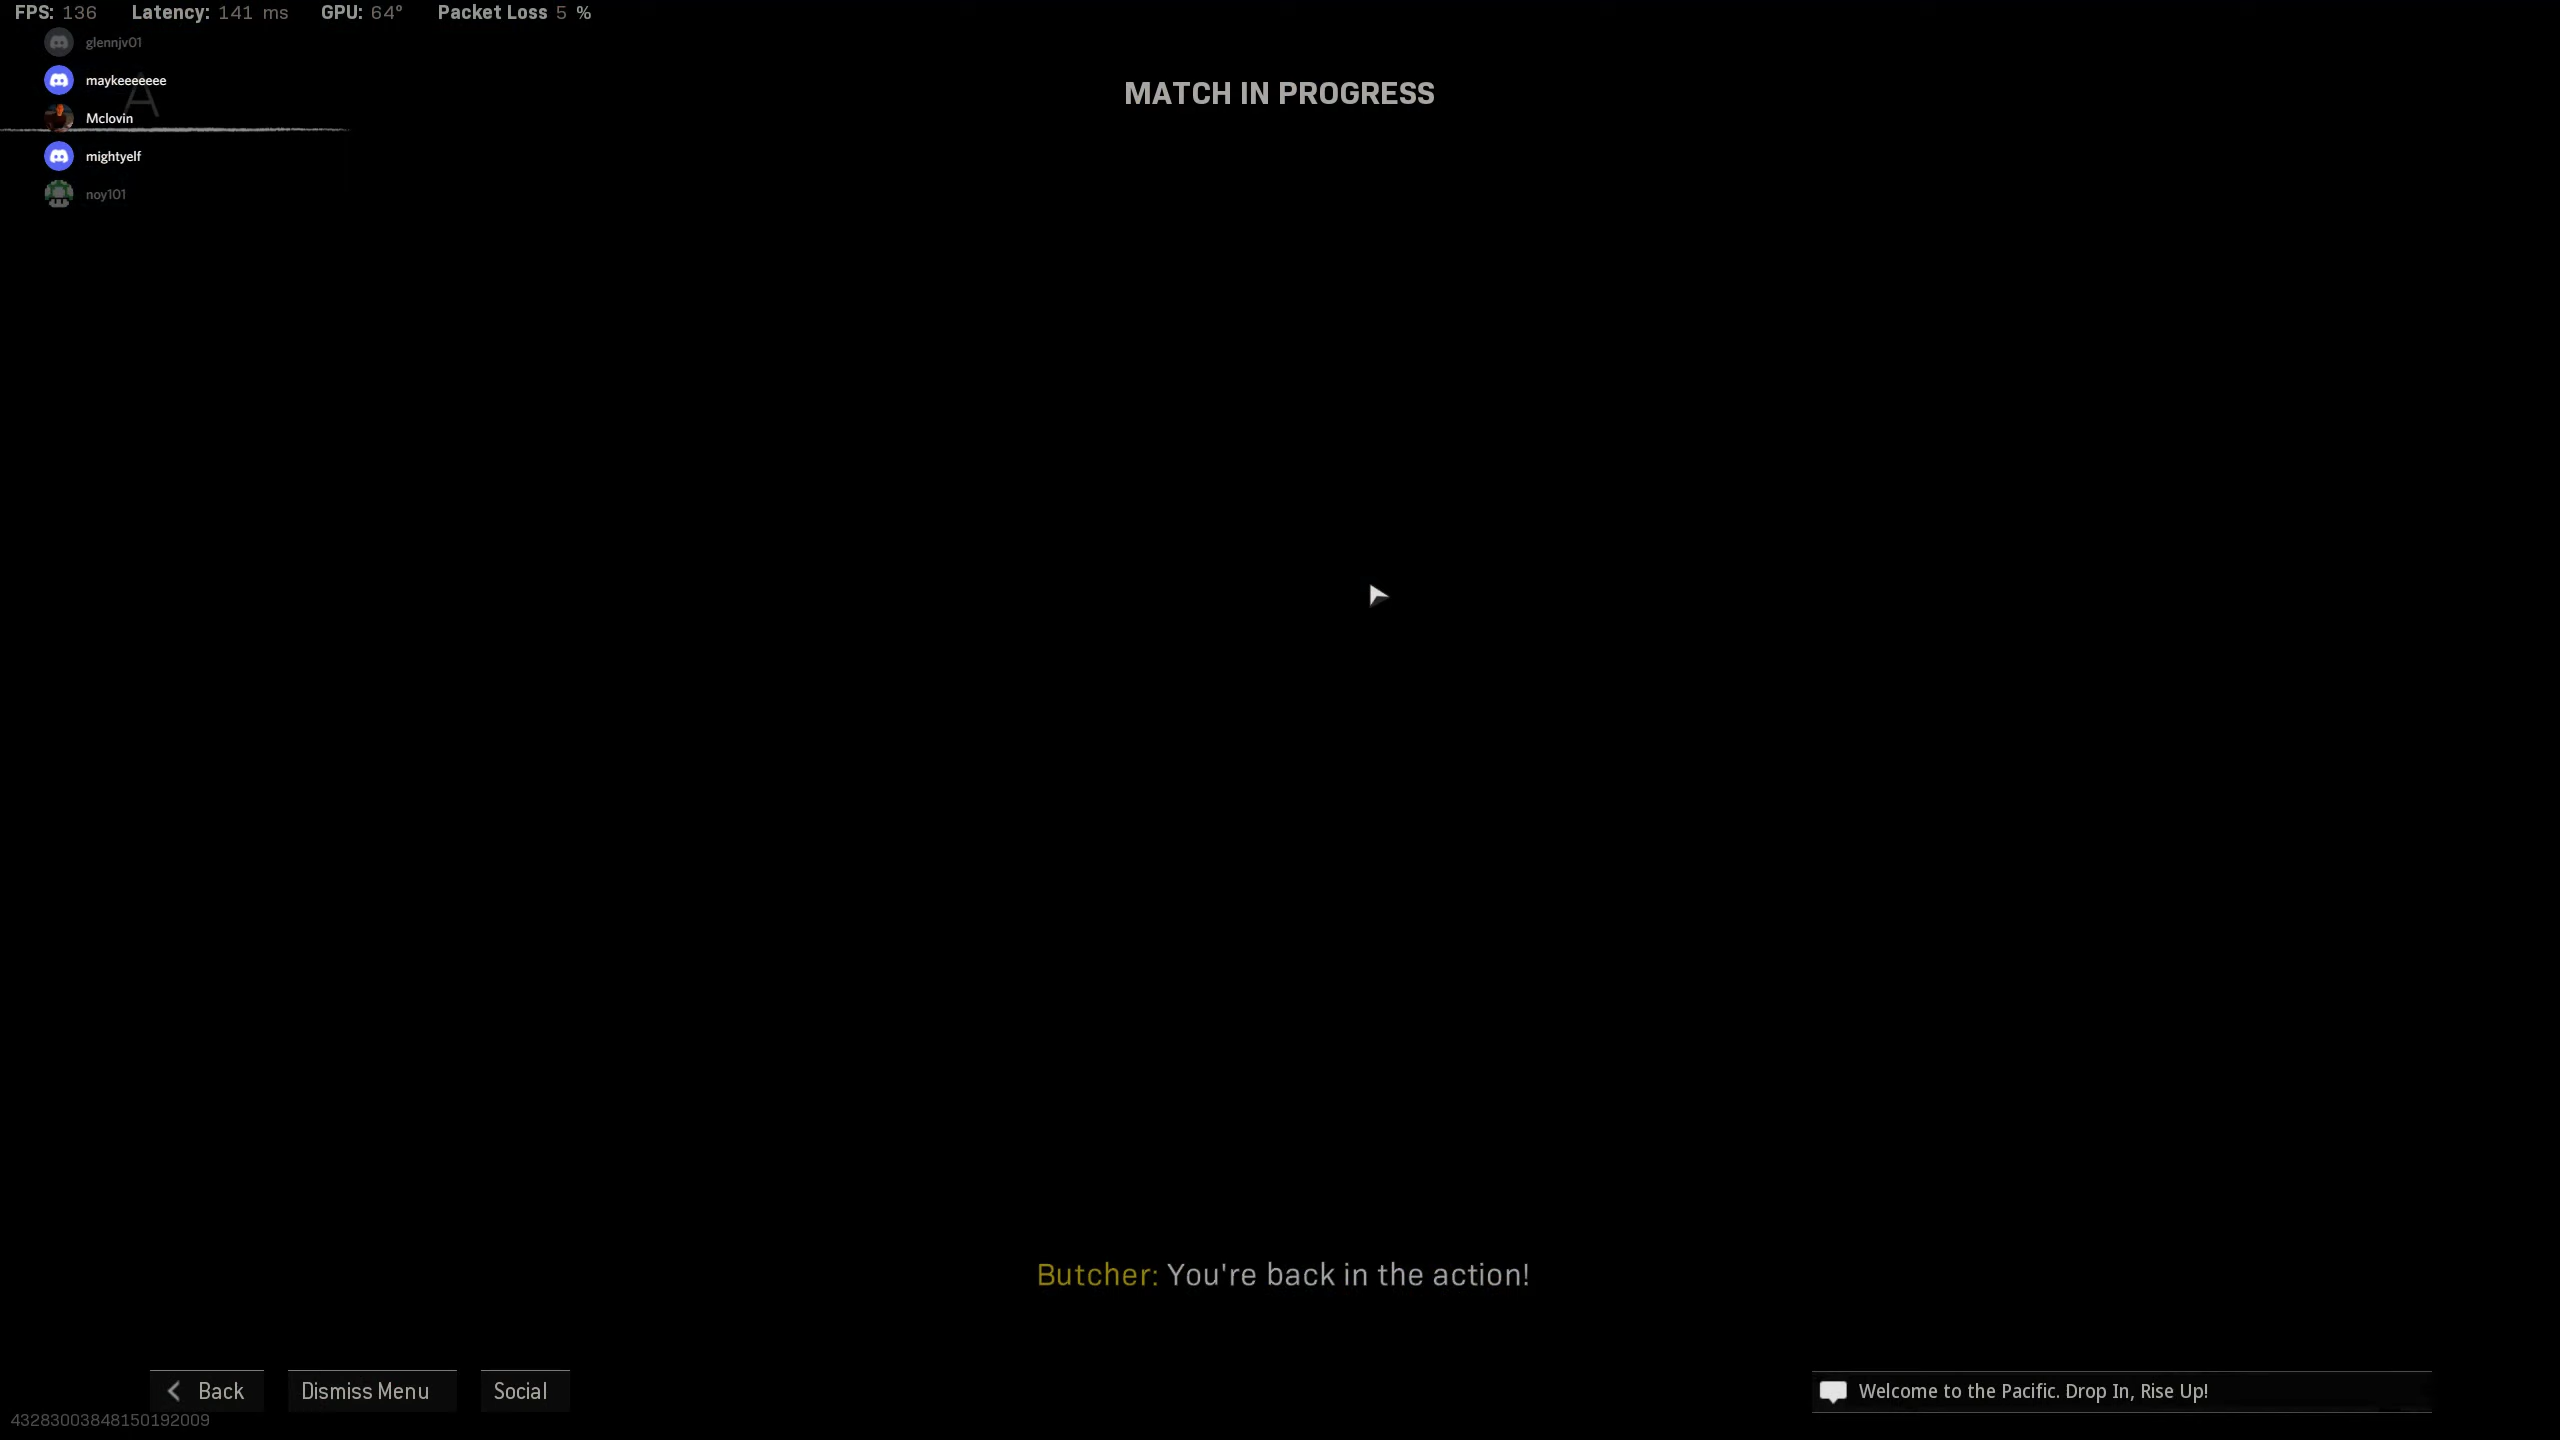 FPS: 136 Latency: 141 ms GPU: 64° Packet Loss 5 %
glennjv01
maykeeeeeee
A
Mclovin
mightyelf
noy101
MATCH IN PROGRESS
Butcher: You're back in the action!
Back Dismiss Menu Social
Welcome to the Pacific. Drop In, Rise Up!
43283003848150192009